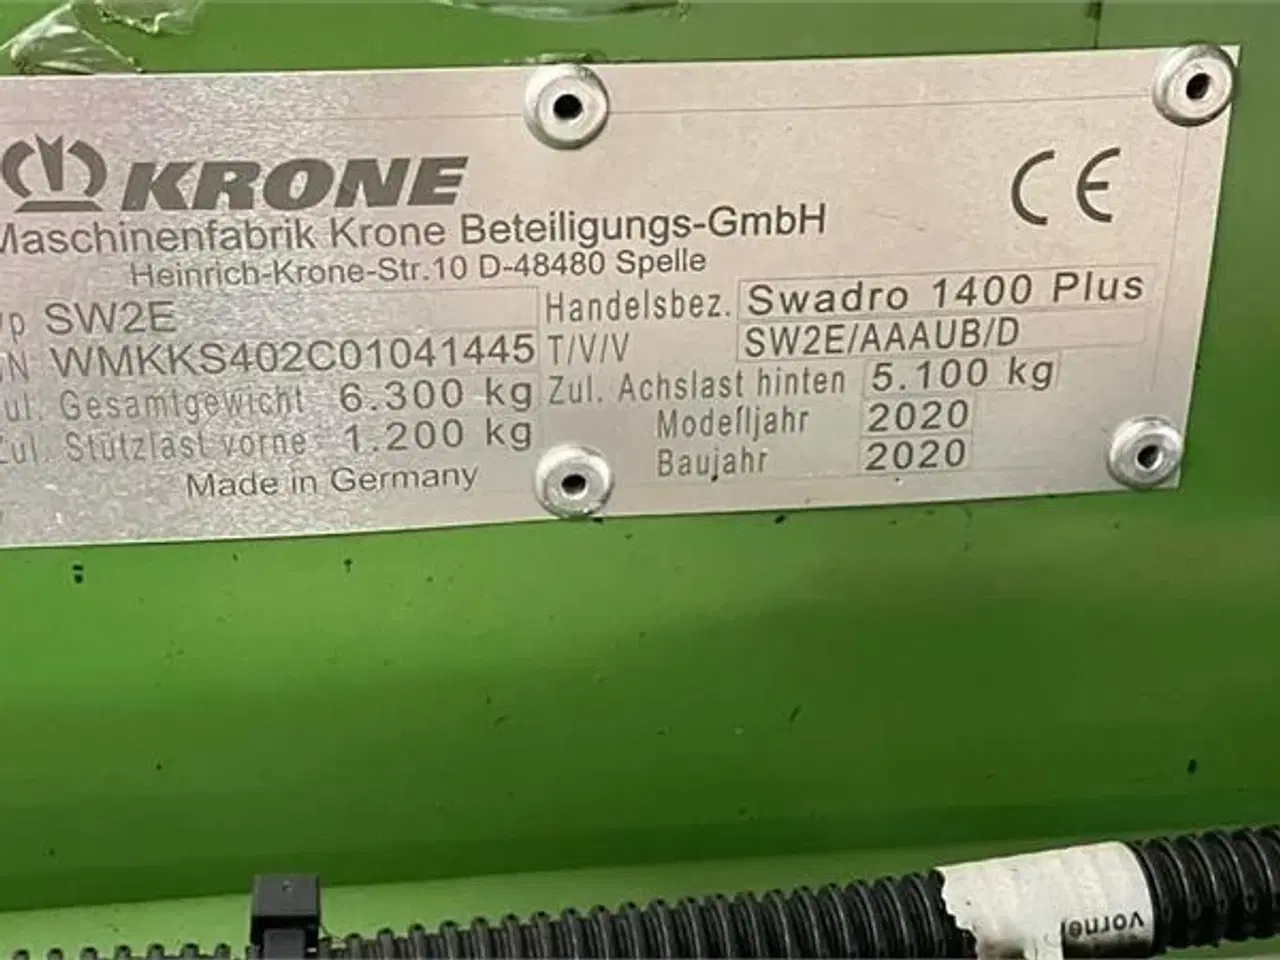 KRONE
Maschinenfabrik Krone Beteiligungs-GmbH
Heinrich-Krone-Str.10 D-48480 Spelle
SW2E
Handelsbez. Swadro 1400 Plus
WMKKS402C01041445
T/V/V SW2E/AAAUB/D
Gesamtgewicht 6.300 kg
Zul. Achslast hinten 5.100 kg
Zul. Stützlast vorne 1.200 kg
Modelljahr 2020
Baujahr 2020
Made in Germany
CE
vorne